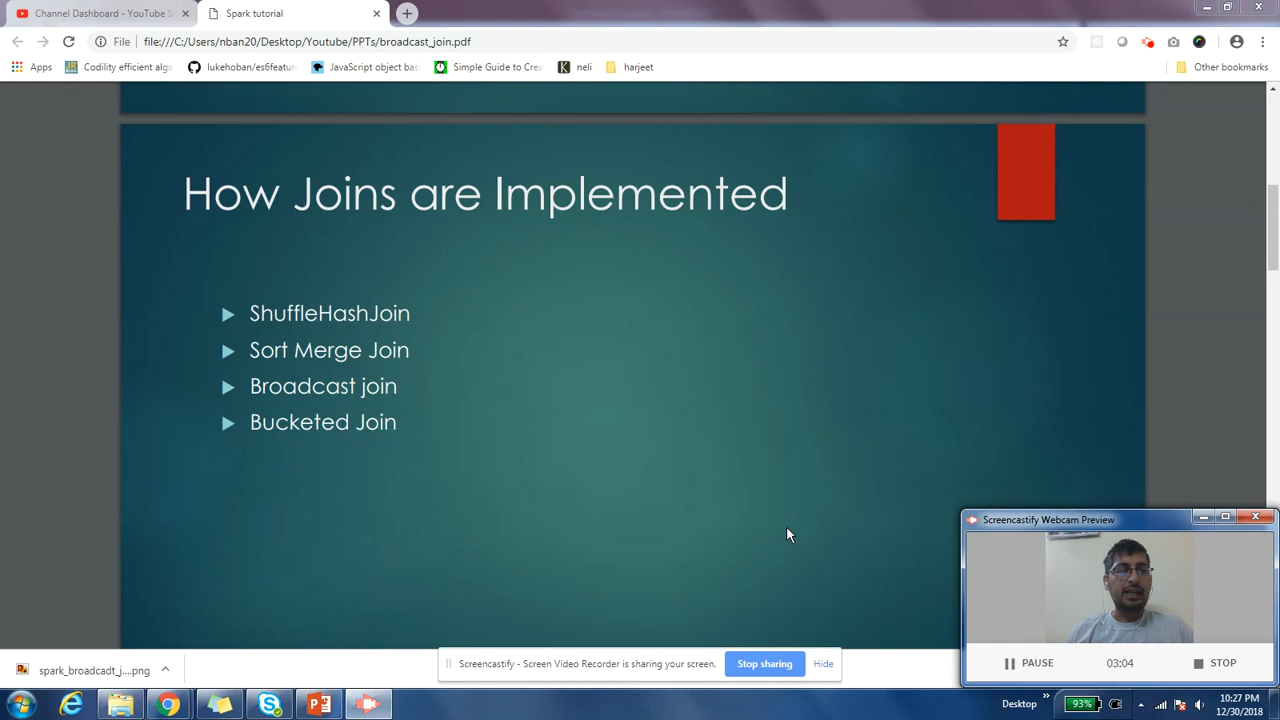 Channel Dashboard - YouTube S
Spark tutorial
File
file:///C:/Users/nban20/Desktop/Youtube/PPTs/broadcast_join.pdf
Apps
Codility efficient algo
lukehoban/es6featur
JavaScript object bas
Simple Guide to Crea
neli
harjeet
Other bookmarks
How Joins are Implemented
ShuffleHashJoin
Sort Merge Join
Broadcast join
Bucketed Join
Screencastify Webcam Preview
PAUSE
03:04
STOP
spark_broadcadt_j....png
Screencastify - Screen Video Recorder is sharing your screen.
Stop sharing
Hide
Desktop
93%
10:27 PM
12/30/2018